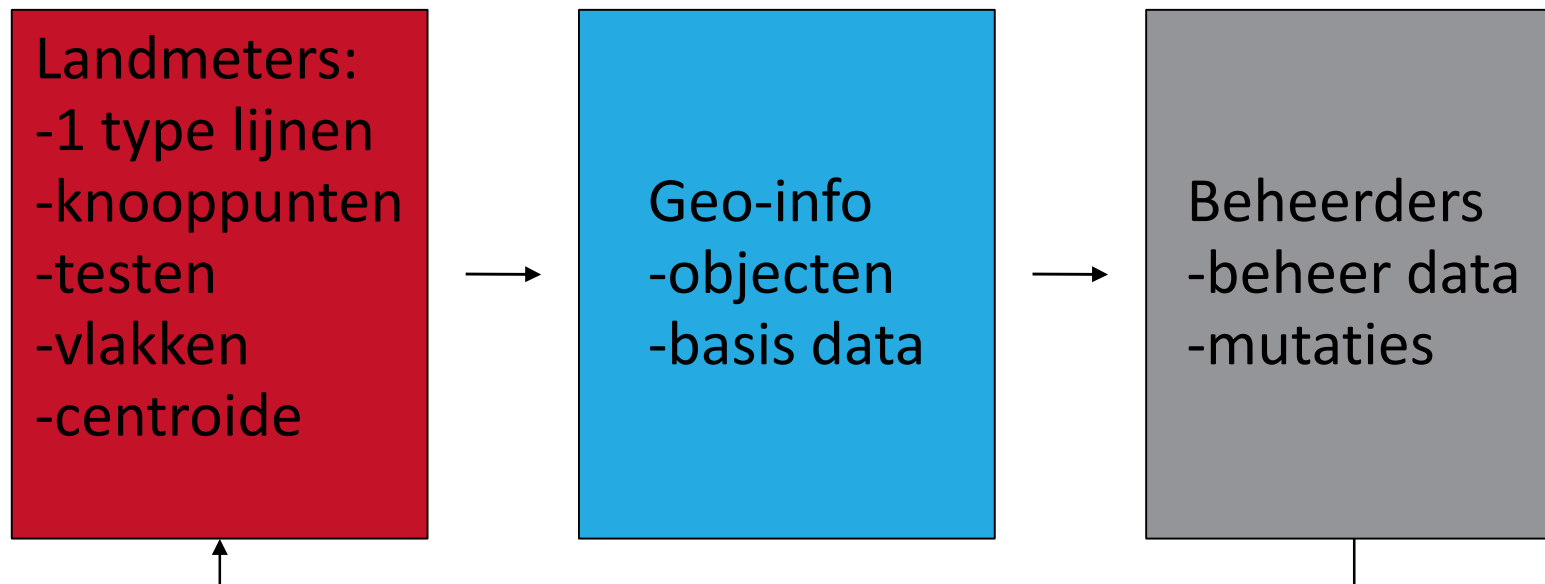 Landmeters:
-1 type lijnen
-knooppunten
-testen
-vlakken
-centroide
Geo-info
-objecten
-basis data
Beheerders
-beheer data
-mutaties